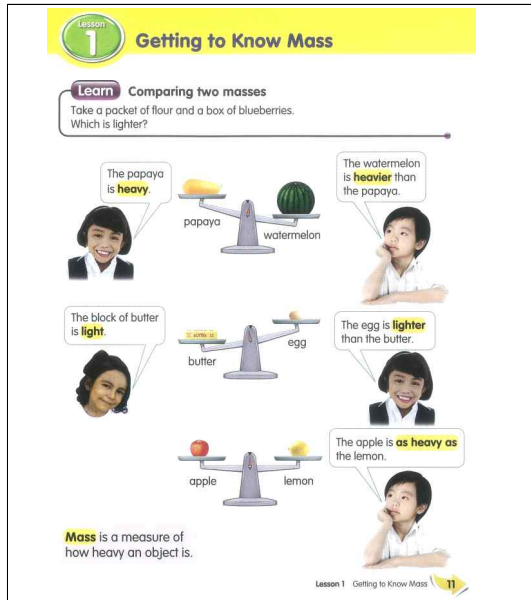 Lesson
1
Getting to Know Mass
Learn Comparing two masses
Take a packet of flour and a box of blueberries.
Which is lighter?
The papaya
is heavy.
The watermelon
is heavier than
the papaya.
papaya
watermelon
The block of butter
is light.
The egg is lighter
than the butter.
butter
egg
The apple is as heavy as
the lemon.
apple
lemon
Mass is a measure of
how heavy an object is.
Lesson 1 Getting to Know Mass 11